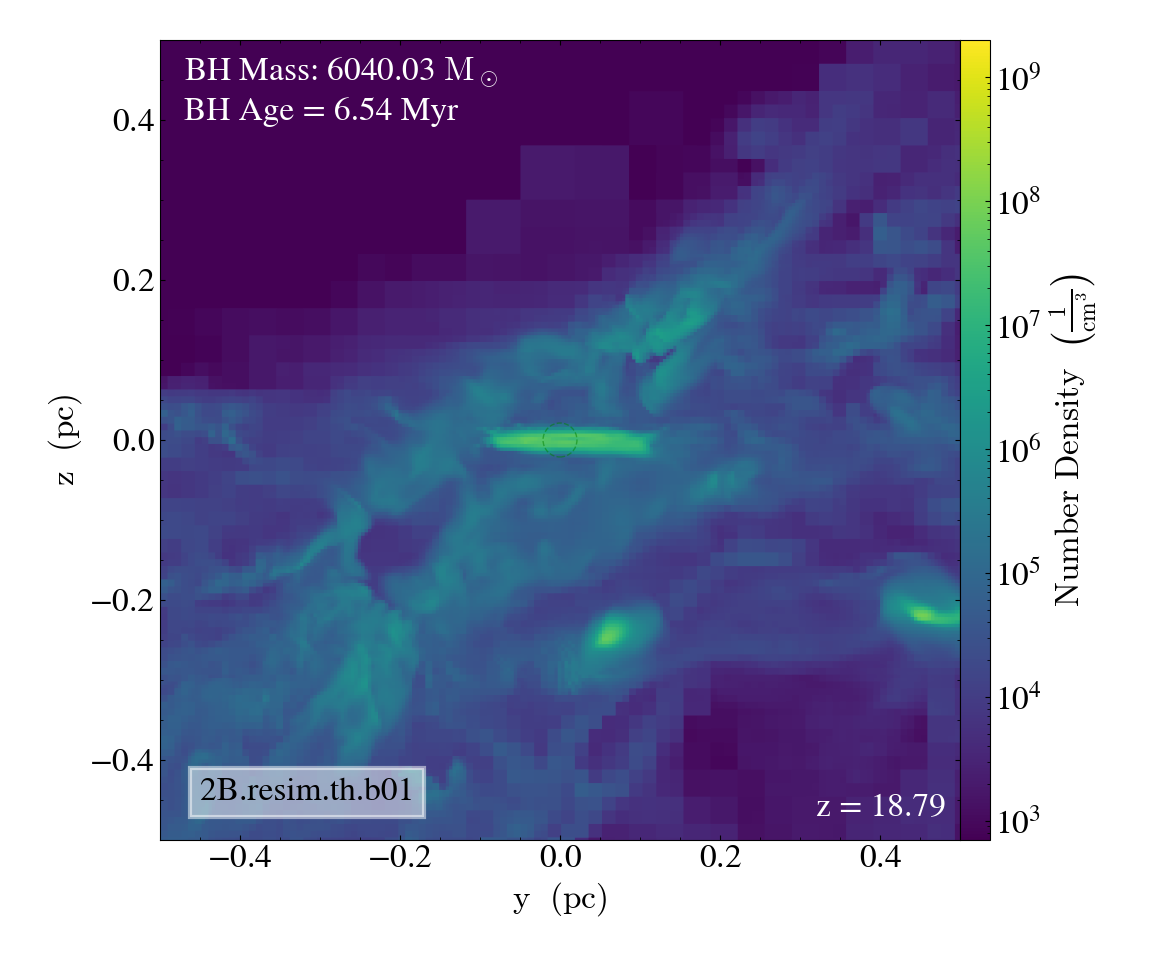 BH Mass: 6040.03 M☉
BH Age = 6.54 Myr
0.4
0.2
0.0
−0.2
−0.4
z (pc)
2B.resim.th.b01
z = 18.79
−0.4 −0.2 0.0 0.2 0.4
y (pc)
10⁹
10⁸
10⁷
10⁶
10⁵
10⁴
10³
Number Density (1/cm³)